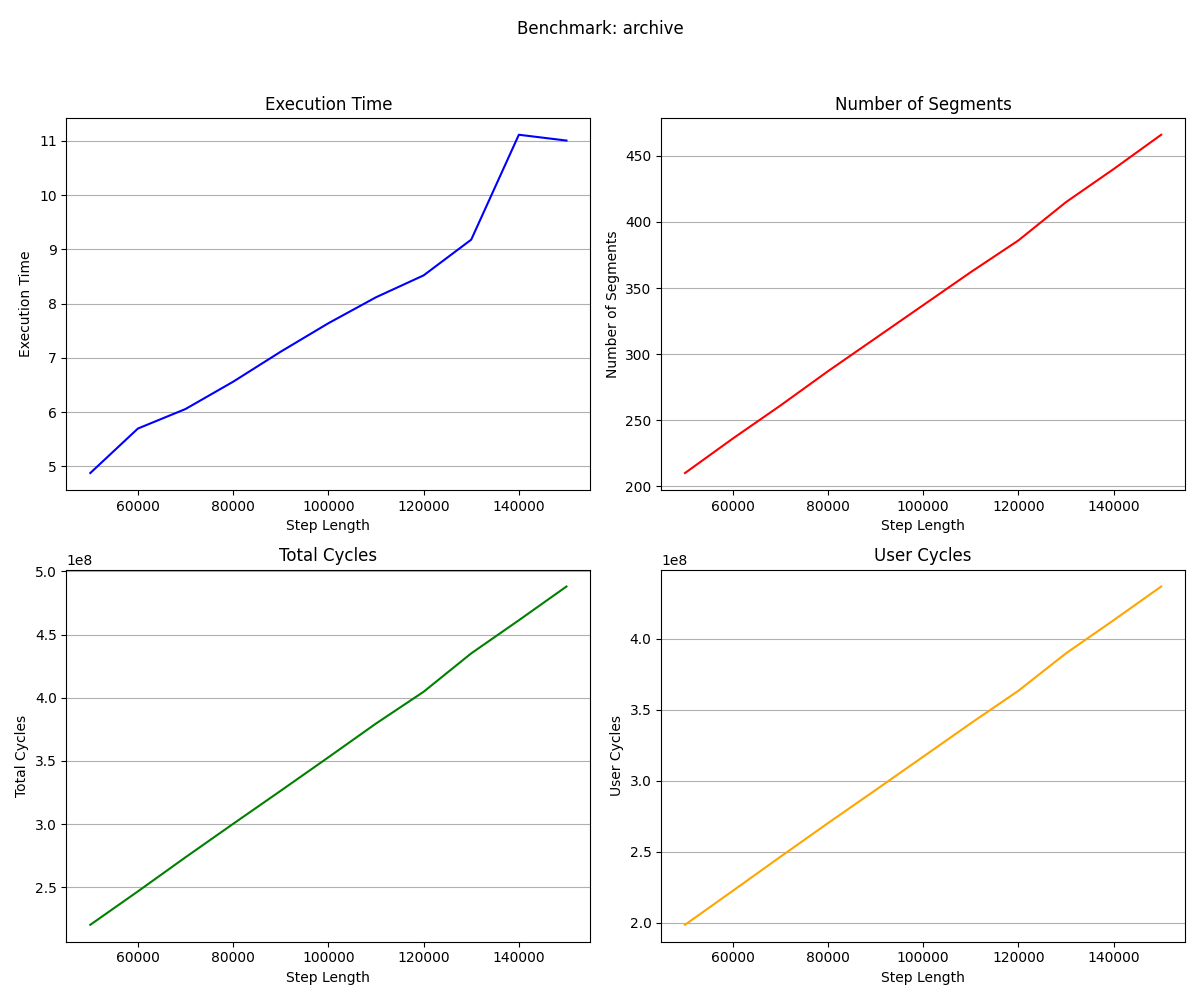 Benchmark: archive
Execution Time
11
10
9
8
7
6
5
Execution Time
60000 80000 100000 120000 140000
Step Length
Number of Segments
450
400
350
300
250
200
Number of Segments
60000 80000 100000 120000 140000
Step Length
Total Cycles
1e8
5.0
4.5
4.0
3.5
3.0
2.5
Total Cycles
60000 80000 100000 120000 140000
Step Length
User Cycles
1e8
4.0
3.5
3.0
2.5
2.0
User Cycles
60000 80000 100000 120000 140000
Step Length